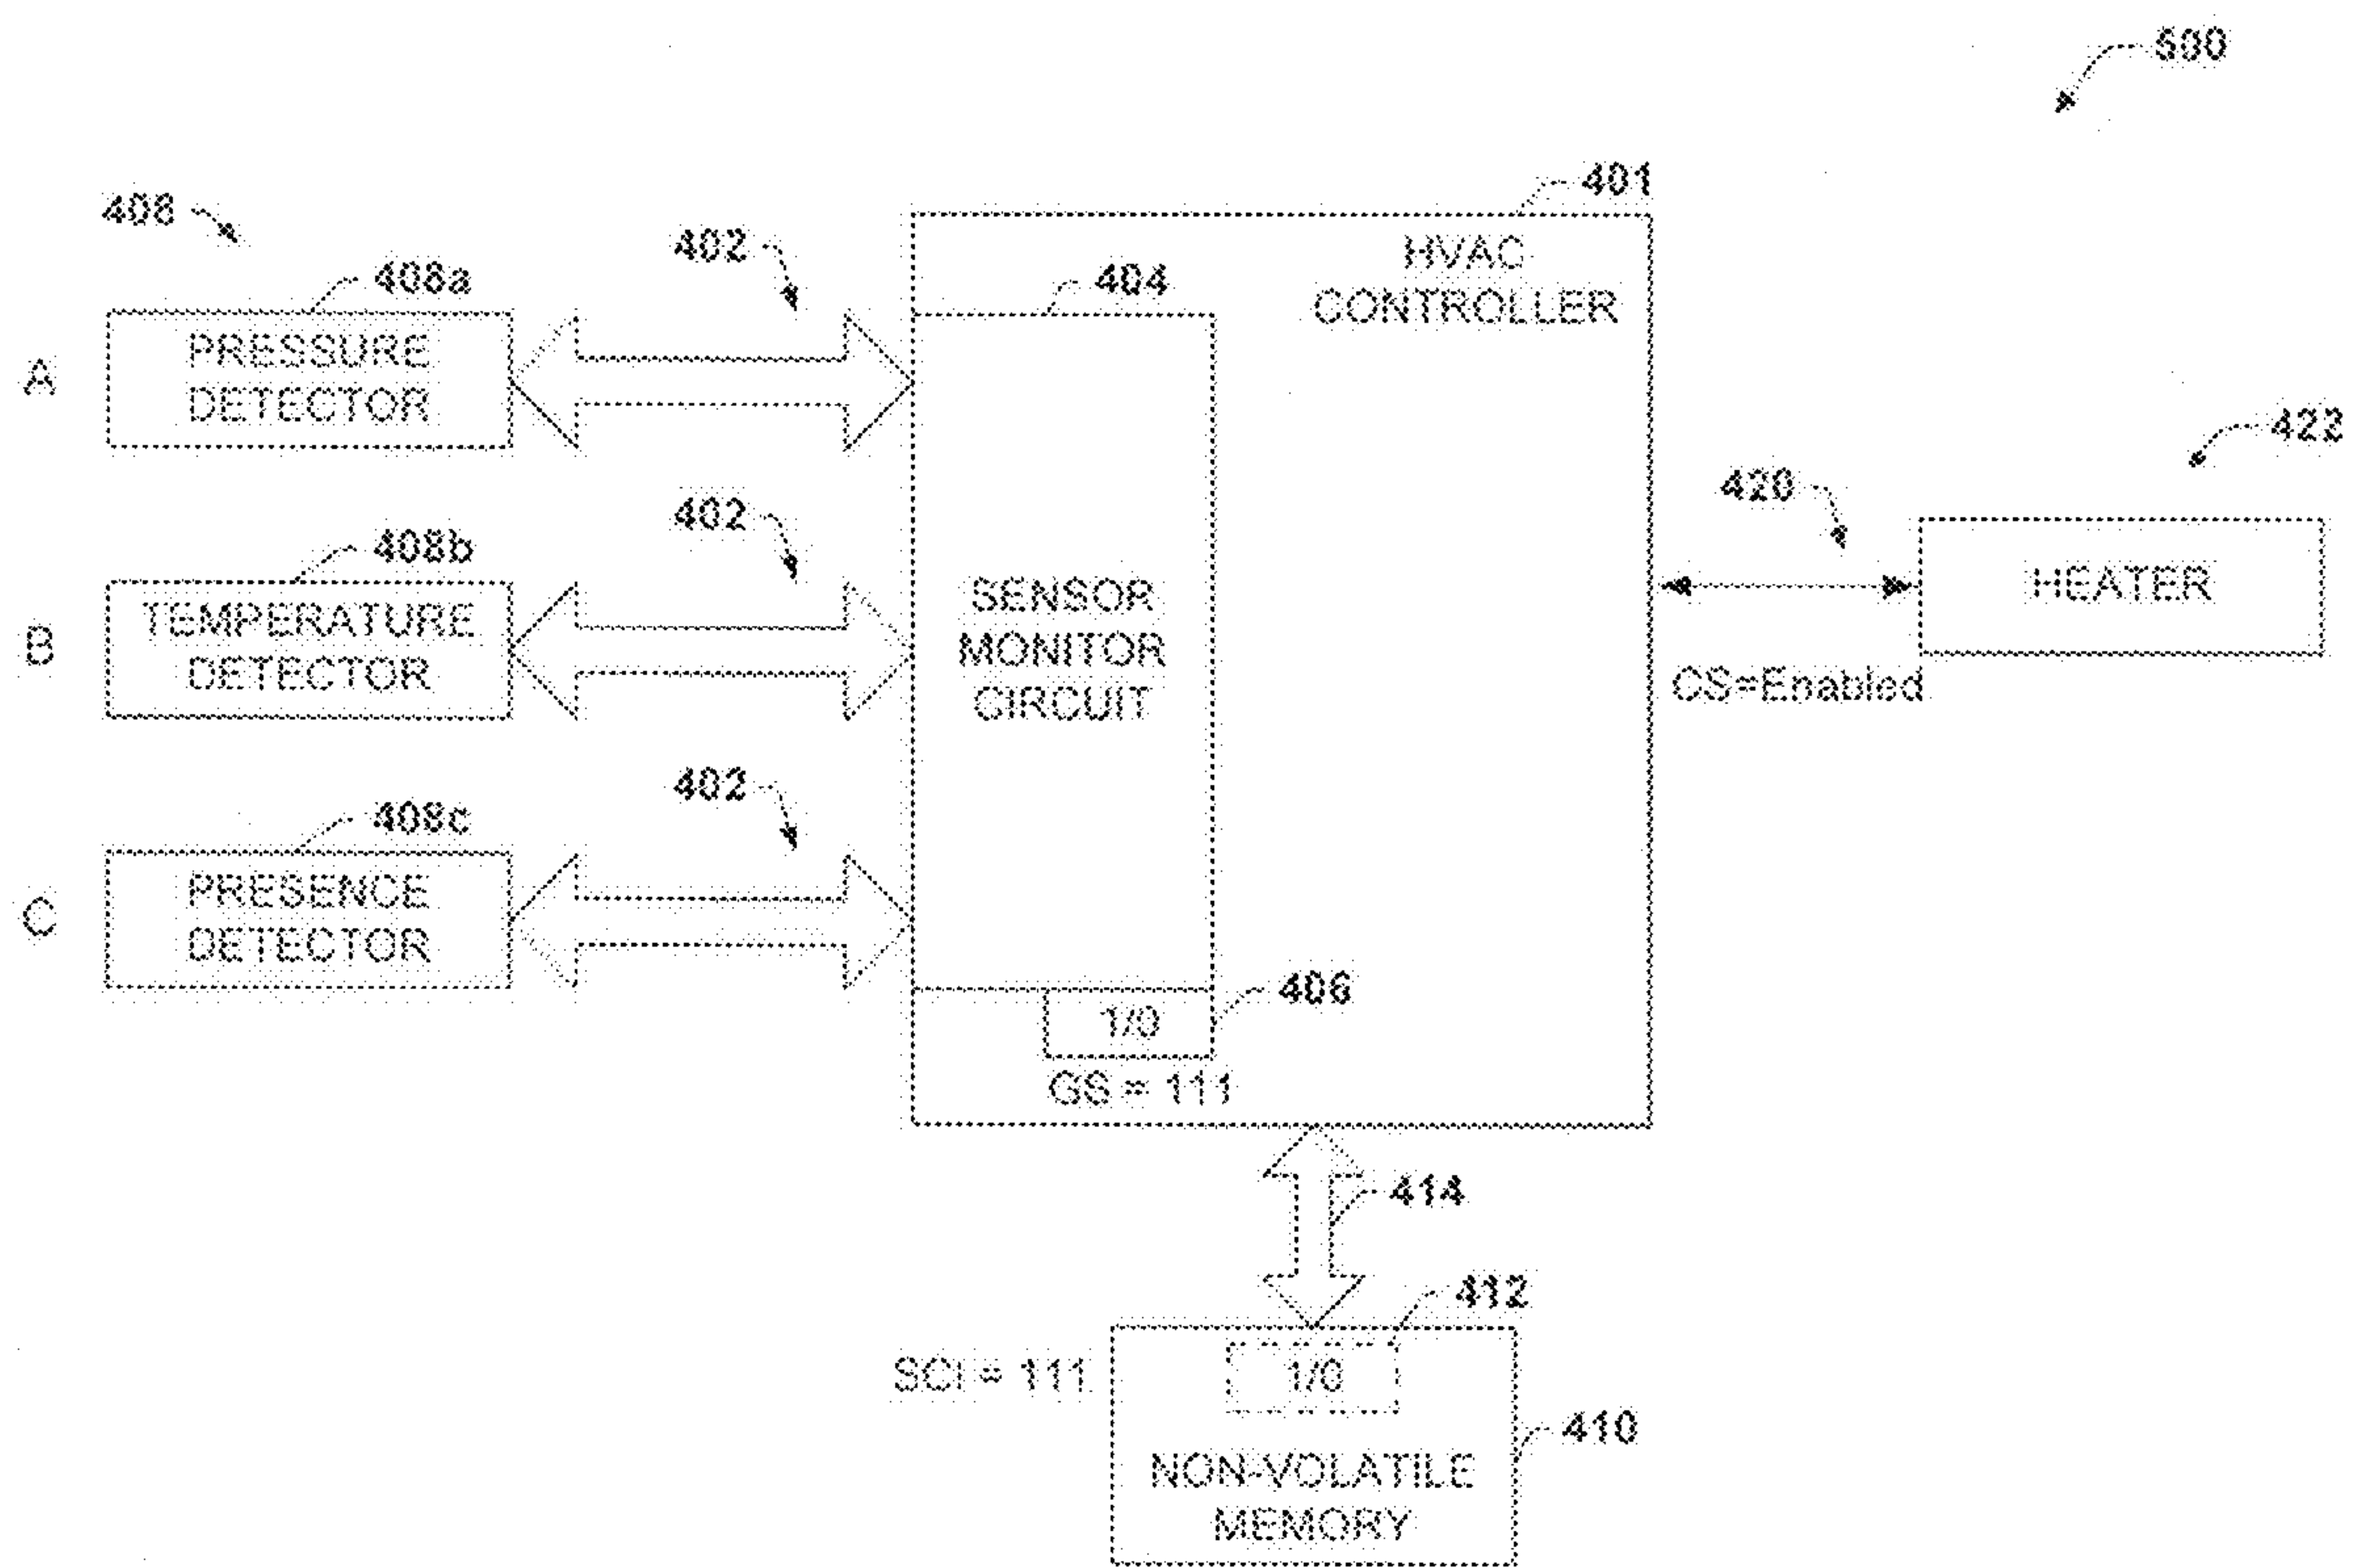 500
401
408
402
HVAC
CONTROLLER
404
408a
PRESSURE
DETECTOR
A
422
420
402
408b
TEMPERATURE
DETECTOR
B
HEATER
SENSOR
MONITOR
CIRCUIT
CS=Enabled
402
408c
PRESENCE
DETECTOR
C
406
1/0
GS = 111
414
412
SCI = 111
1/0
410
NON-VOLATILE
MEMORY